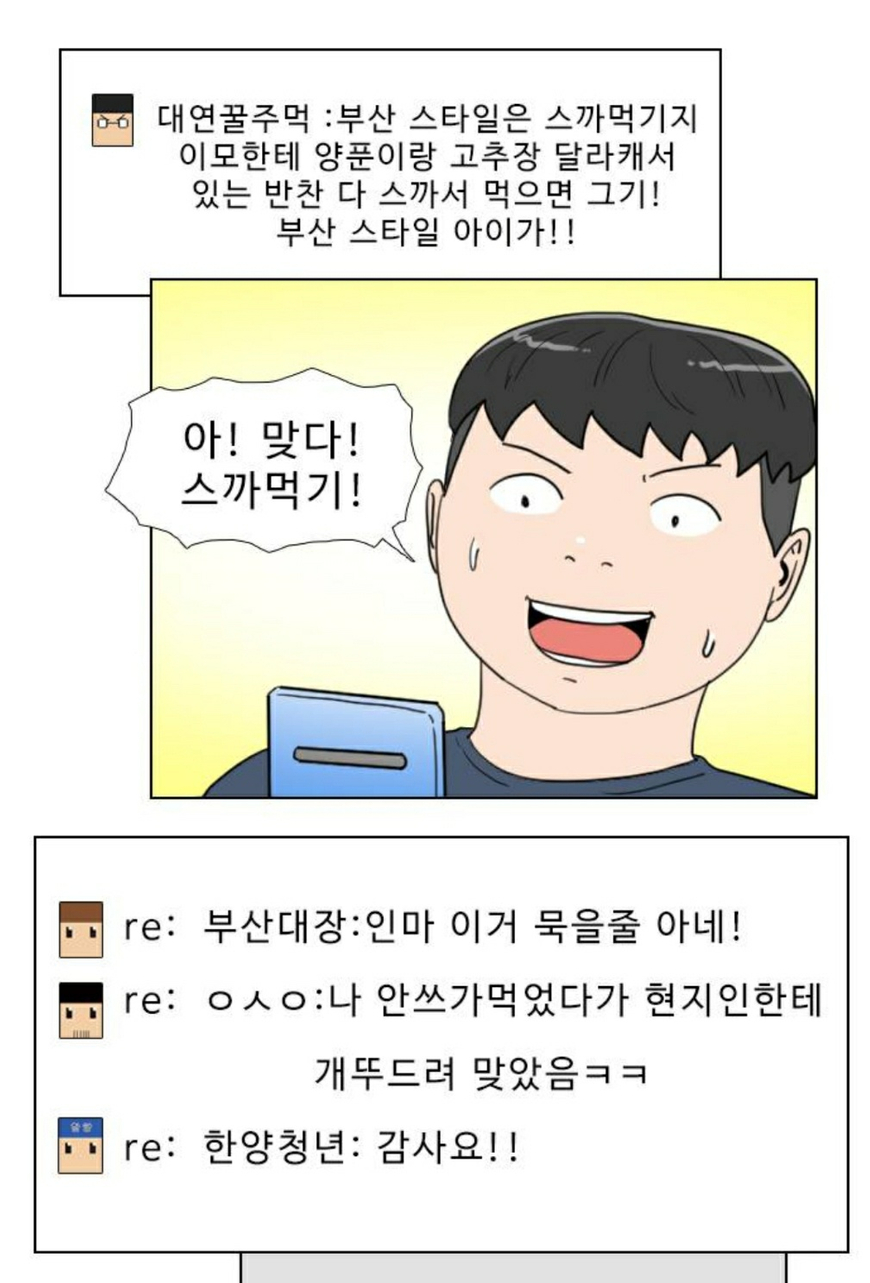 대연꿀주먹 :부산 스타일은 스까먹기지
이모한테 양푼이랑 고추장 달라캐서
있는 반찬 다 스까서 먹으면 그기!
부산 스타일 아이가!!
아! 맞다!
스까먹기!
re: 부산대장:인마 이거 묵을줄 아네!
re: ㅇㅅㅇ:나 안쓰가먹었다가 현지인한테
개뚜드려 맞았음ㅋㅋ
re: 한양청년: 감사요!!